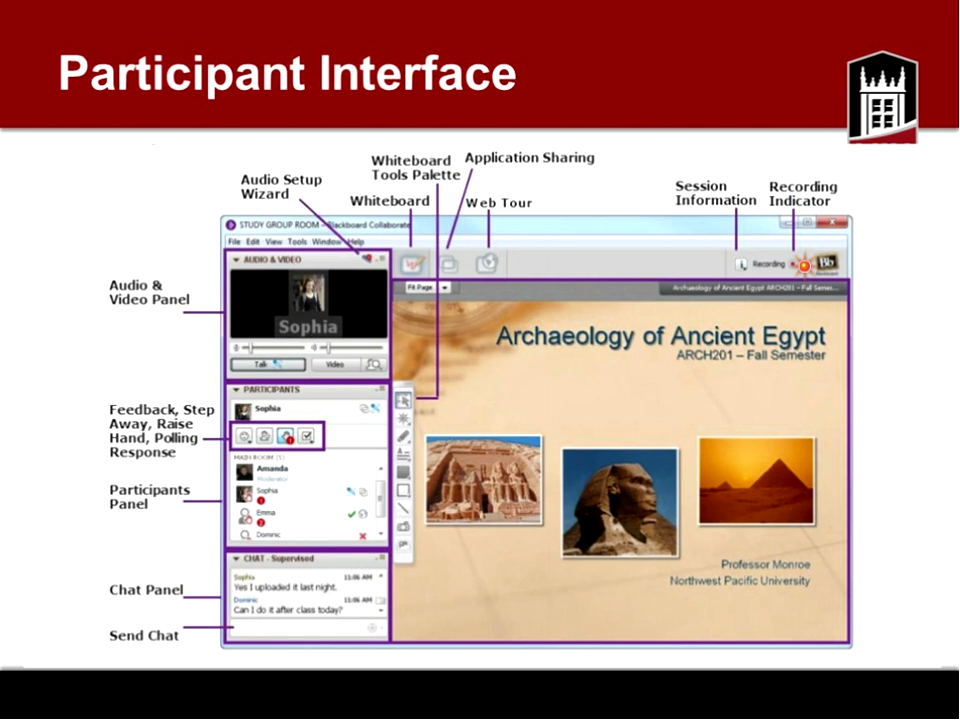 Participant Interface
Application Sharing
Whiteboard
Tools Palette
Audio Setup
Wizard
Whiteboard
Web Tour
Session
Information
Recording
Indicator
STUDY GROUP ROOM – Blackboard Collaborate
File Edit View Tools Window Help
AUDIO & VIDEO
Recording
Bb
Fit Page
Archaeology of Ancient Egypt ARCH201 – Fall Semes...
Audio &
Video Panel
Sophia
Talk
Video
Archaeology of Ancient Egypt
ARCH201 – Fall Semester
PARTICIPANTS
Sophia
Feedback, Step
Away, Raise
Hand, Polling
Response
MAIN ROOM (5)
Amanda
Moderator
Sophia
1
Participants
Panel
Emma
2
Dominic
CHAT - Supervised
Sophia 11:06 AM
Yes I uploaded it last night.
Dominic 11:06 AM
Can I do it after class today?
Chat Panel
Send Chat
Professor Monroe
Northwest Pacific University